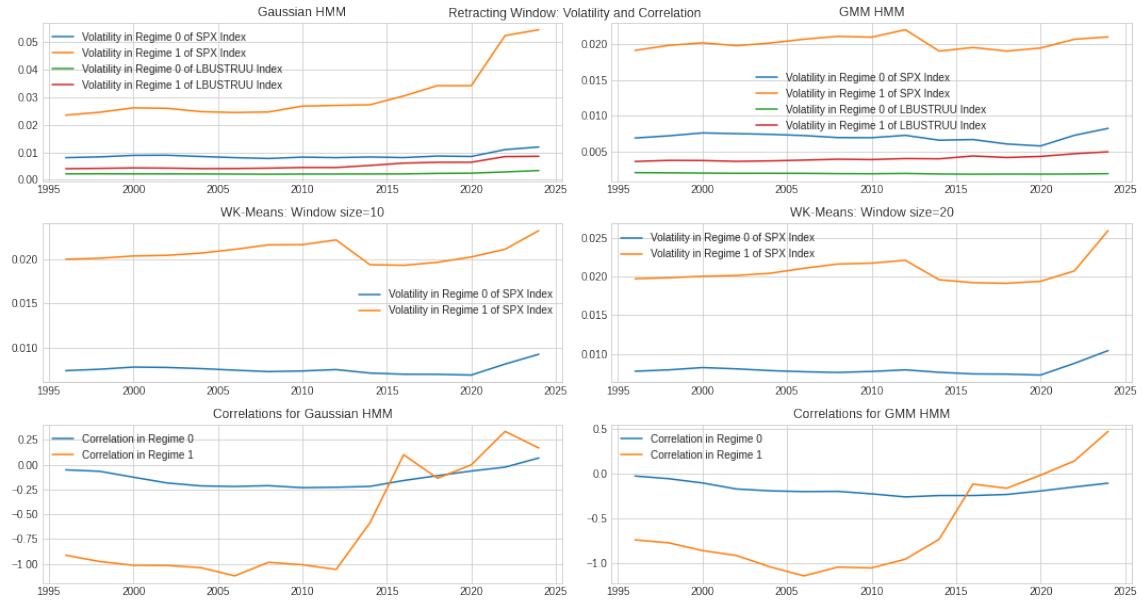 Gaussian HMM
Retracting Window: Volatility and Correlation
GMM HMM
0.05
0.04
0.03
0.02
0.01
0.00
Volatility in Regime 0 of SPX Index
Volatility in Regime 1 of SPX Index
Volatility in Regime 0 of LBUSTRUU Index
Volatility in Regime 1 of LBUSTRUU Index
1995 2000 2005 2010 2015 2020 2025
0.020
0.015
0.010
0.005
Volatility in Regime 0 of SPX Index
Volatility in Regime 1 of SPX Index
Volatility in Regime 0 of LBUSTRUU Index
Volatility in Regime 1 of LBUSTRUU Index
1995 2000 2005 2010 2015 2020 2025
WK-Means: Window size=10
0.020
0.015
0.010
Volatility in Regime 0 of SPX Index
Volatility in Regime 1 of SPX Index
1995 2000 2005 2010 2015 2020 2025
WK-Means: Window size=20
0.025
0.020
0.015
0.010
Volatility in Regime 0 of SPX Index
Volatility in Regime 1 of SPX Index
1995 2000 2005 2010 2015 2020 2025
Correlations for Gaussian HMM
0.25
0.00
−0.25
−0.50
−0.75
−1.00
Correlation in Regime 0
Correlation in Regime 1
1995 2000 2005 2010 2015 2020 2025
Correlations for GMM HMM
0.5
0.0
−0.5
−1.0
Correlation in Regime 0
Correlation in Regime 1
1995 2000 2005 2010 2015 2020 2025